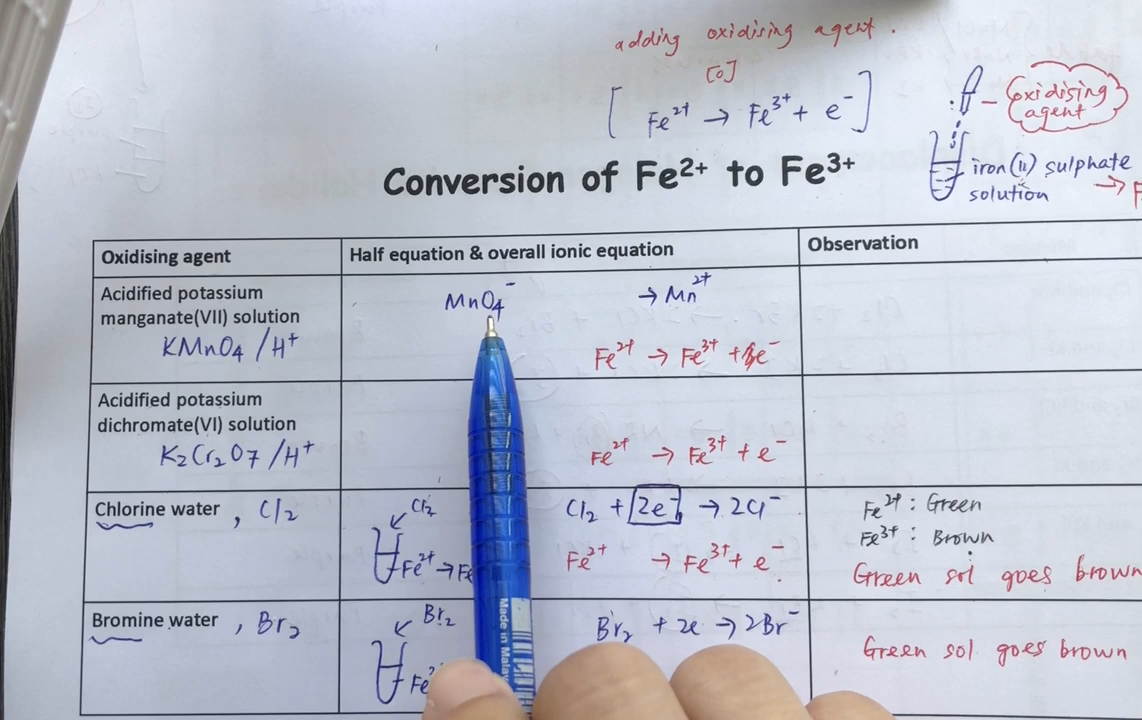 adding oxidising agent.
[O]
[ Fe²⁺ → Fe³⁺ + e⁻ ]
oxidising
agent
iron(ii) sulphate
solution
→ F
Conversion of Fe²⁺ to Fe³⁺
Oxidising agent
Half equation & overall ionic equation
Observation
Acidified potassium
manganate(VII) solution
KMnO4 /H⁺
MnO₄⁻ → Mn²⁺
Fe²⁺ → Fe³⁺ + e⁻
Acidified potassium
dichromate(VI) solution
K2Cr2O7 /H⁺
Fe²⁺ → Fe³⁺ + e⁻
Chlorine water , Cl2
Cl2
Fe²⁺ → Fe
Cl2 + 2e⁻ → 2Cl⁻
Fe²⁺ → Fe³⁺ + e⁻
Fe²⁺ : Green
Fe³⁺ : Brown
Green sol goes brown
Bromine water , Br2
Br2
Fe
Br2 + 2e → 2Br⁻
Green sol. goes brown
Made in Malay